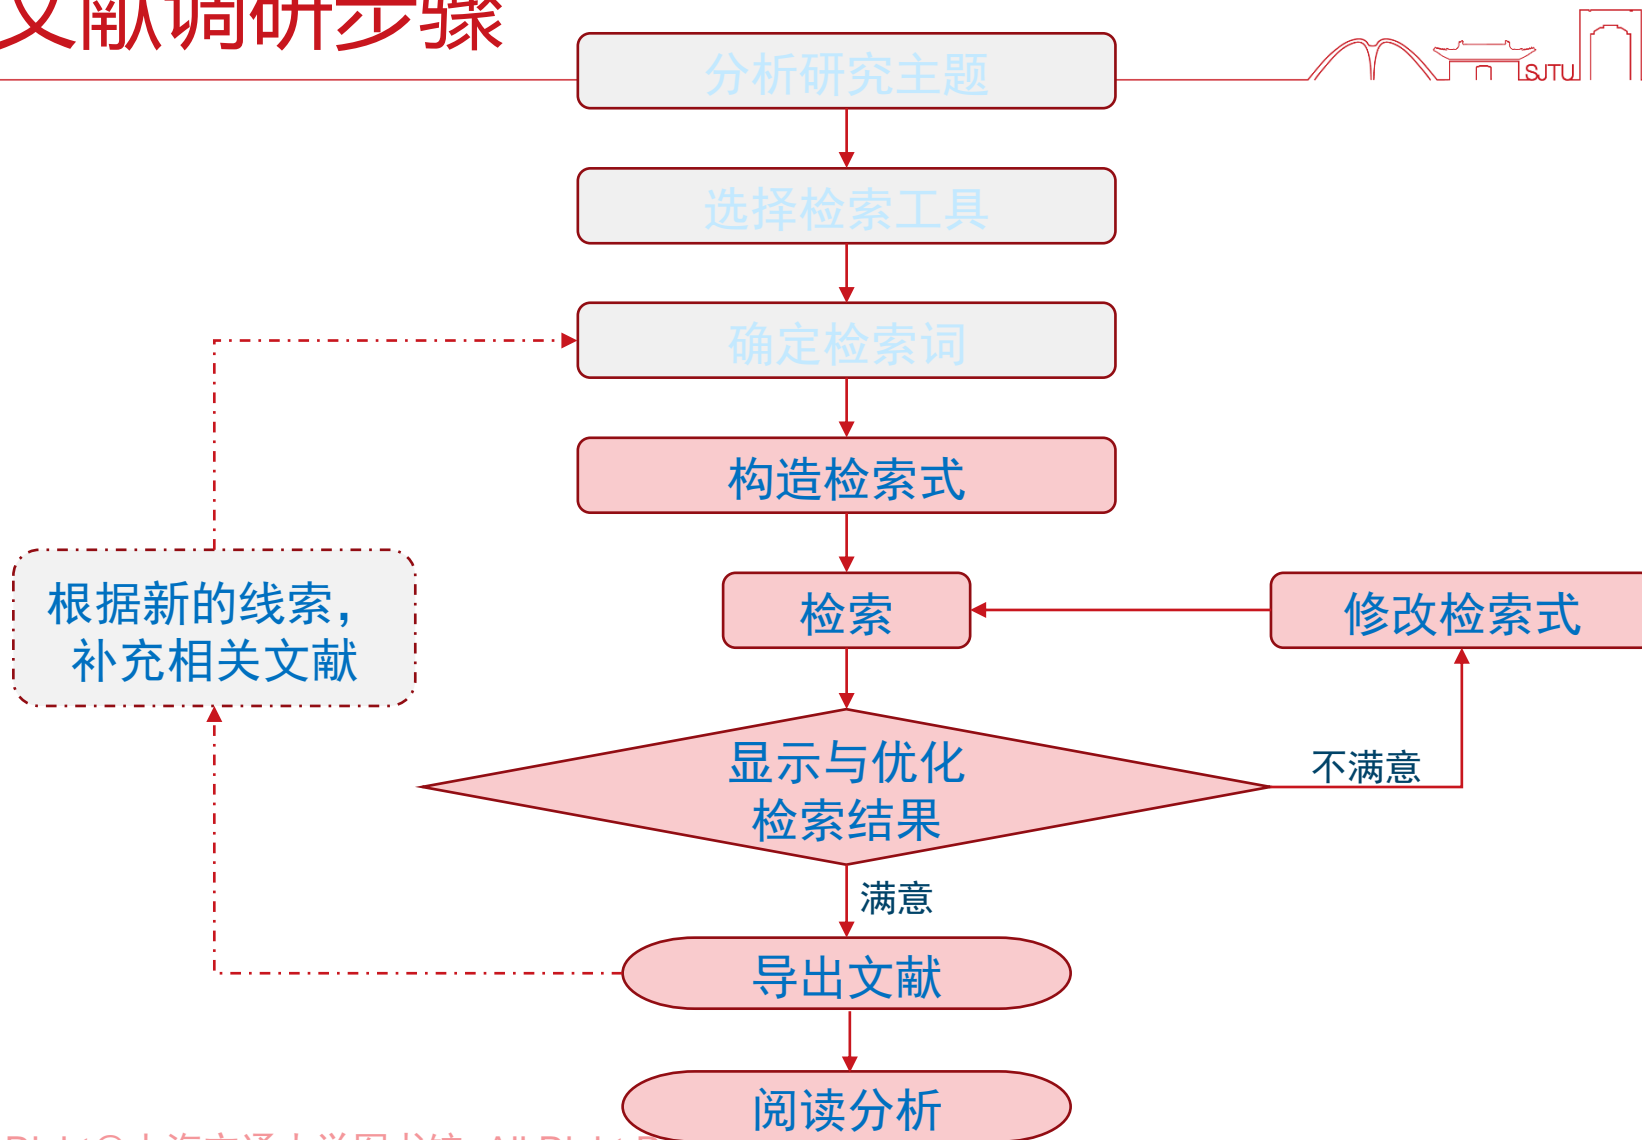 文献调研步骤
SJTU
分析研究主题
选择检索工具
确定检索词
构造检索式
根据新的线索，
补充相关文献
检索
修改检索式
显示与优化
检索结果
不满意
满意
导出文献
阅读分析